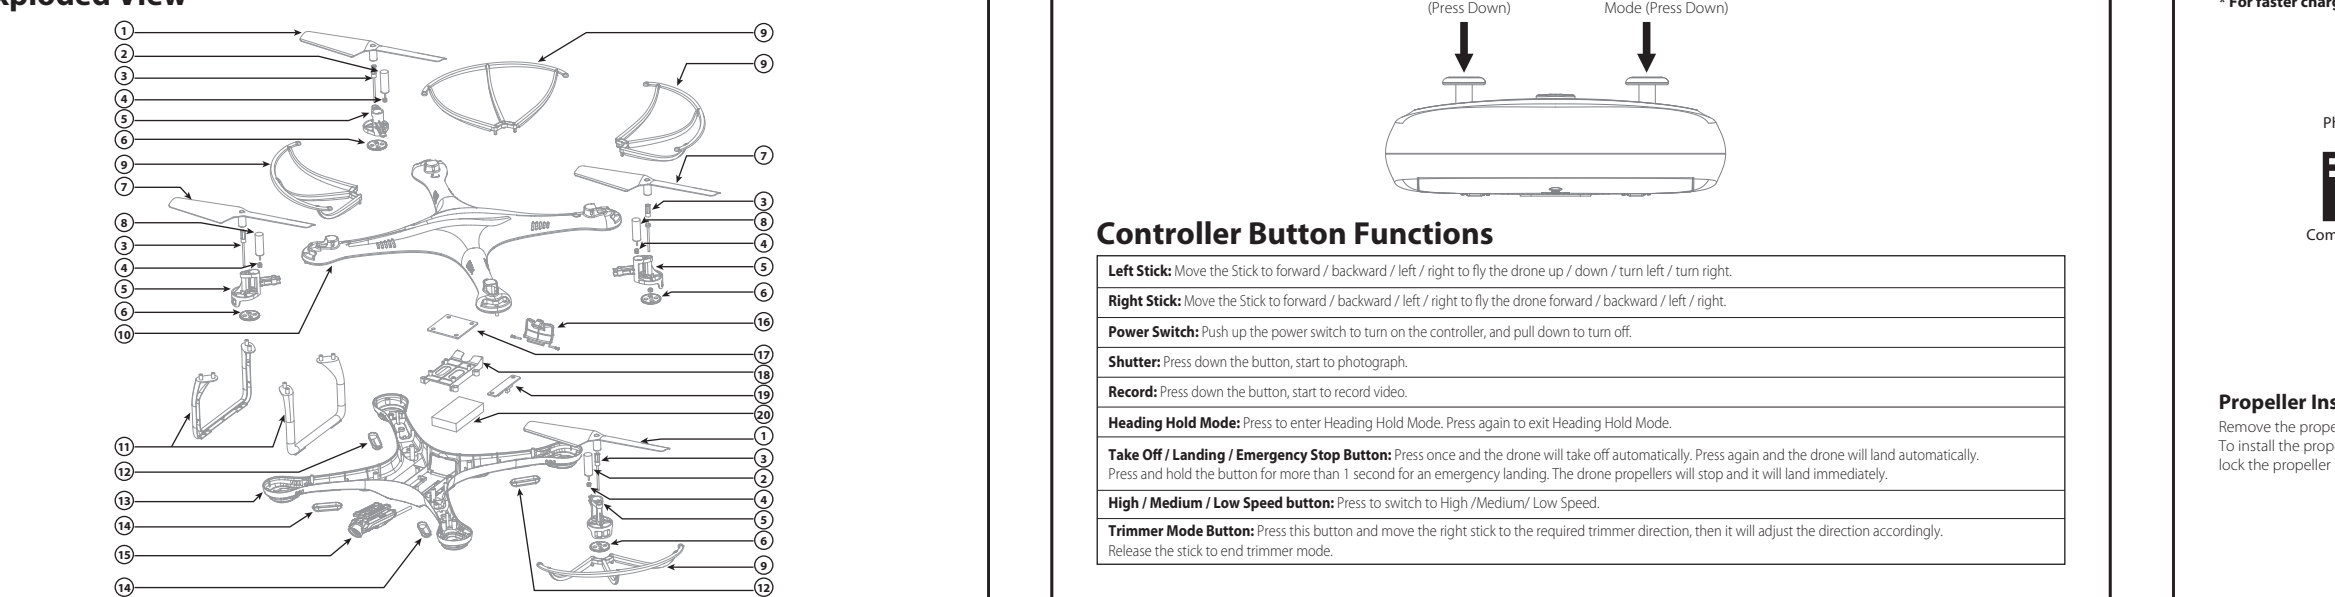 xploded View
1
2
3
4
5
6
9
7
8
3
4
5
6
10
11
12
13
14
15
14
9
9
7
3
8
4
5
6
16
17
18
19
20
1
3
2
4
5
6
9
12
(Press Down)
Mode (Press Down)
Controller Button Functions
Left Stick: Move the Stick to forward / backward / left / right to fly the drone up / down / turn left / turn right.
Right Stick: Move the Stick to forward / backward / left / right to fly the drone forward / backward / left / right.
Power Switch: Push up the power switch to turn on the controller, and pull down to turn off.
Shutter: Press down the button, start to photograph.
Record: Press down the button, start to record video.
Heading Hold Mode: Press to enter Heading Hold Mode. Press again to exit Heading Hold Mode.
Take Off / Landing / Emergency Stop Button: Press once and the drone will take off automatically. Press again and the drone will land automatically.
Press and hold the button for more than 1 second for an emergency landing. The drone propellers will stop and it will land immediately.
High / Medium / Low Speed button: Press to switch to High /Medium/ Low Speed.
Trimmer Mode Button: Press this button and move the right stick to the required trimmer direction, then it will adjust the direction accordingly.
Release the stick to end trimmer mode.
* For faster char
Com
Propeller Ins
Remove the prope
To install the prop
lock the propeller